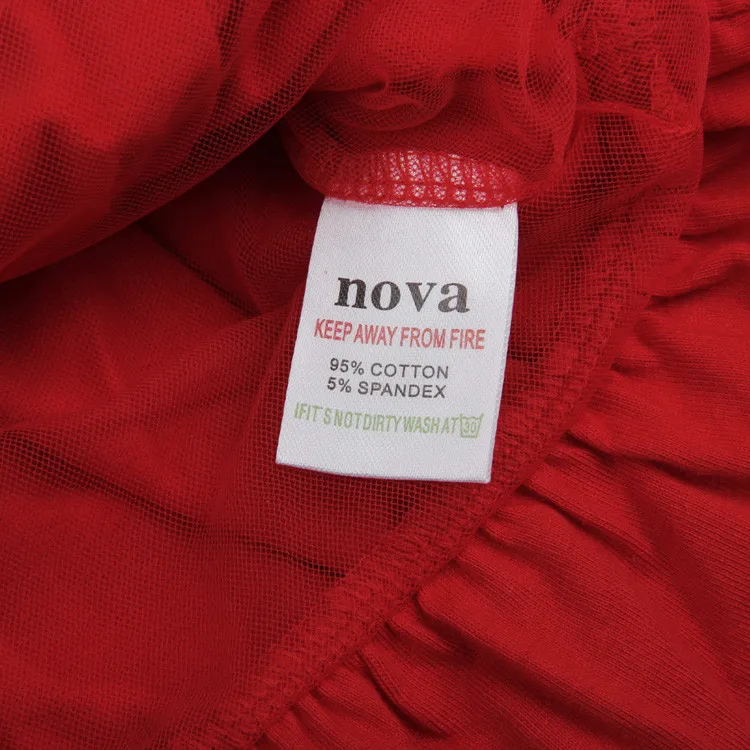 nova
KEEP AWAY FROM FIRE
95% COTTON
5% SPANDEX
IF IT'S NOT DIRTY WASH AT 30